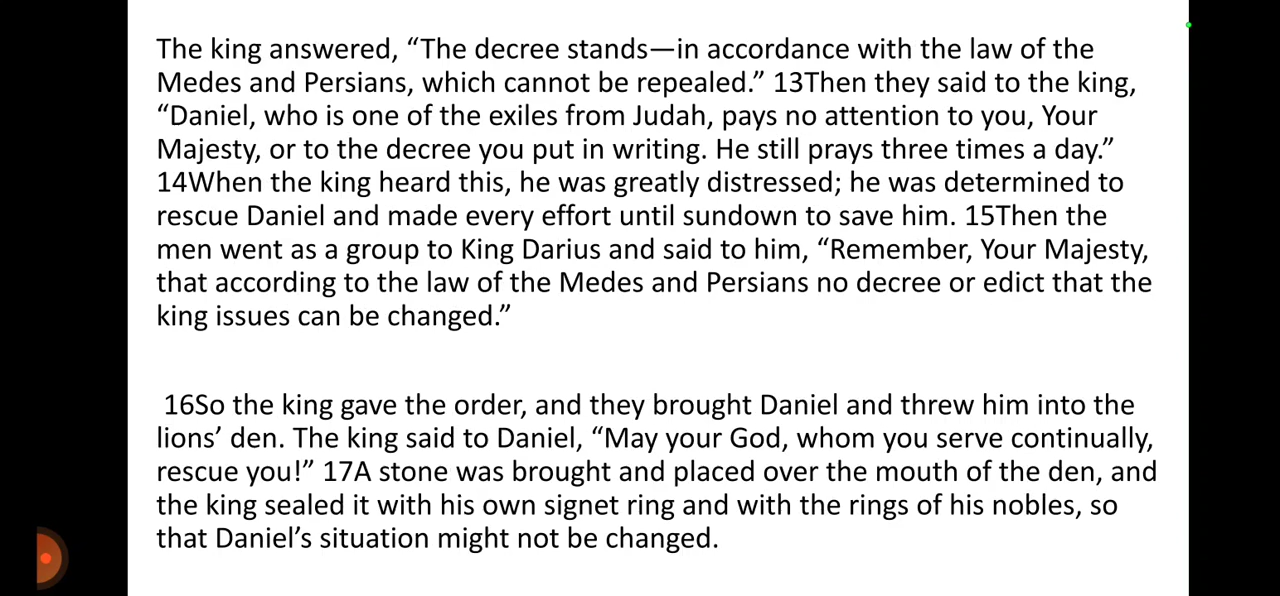 The king answered, “The decree stands—in accordance with the law of the
Medes and Persians, which cannot be repealed.” 13Then they said to the king,
“Daniel, who is one of the exiles from Judah, pays no attention to you, Your
Majesty, or to the decree you put in writing. He still prays three times a day.”
14When the king heard this, he was greatly distressed; he was determined to
rescue Daniel and made every effort until sundown to save him. 15Then the
men went as a group to King Darius and said to him, “Remember, Your Majesty,
that according to the law of the Medes and Persians no decree or edict that the
king issues can be changed.”
16So the king gave the order, and they brought Daniel and threw him into the
lions’ den. The king said to Daniel, “May your God, whom you serve continually,
rescue you!” 17A stone was brought and placed over the mouth of the den, and
the king sealed it with his own signet ring and with the rings of his nobles, so
that Daniel’s situation might not be changed.